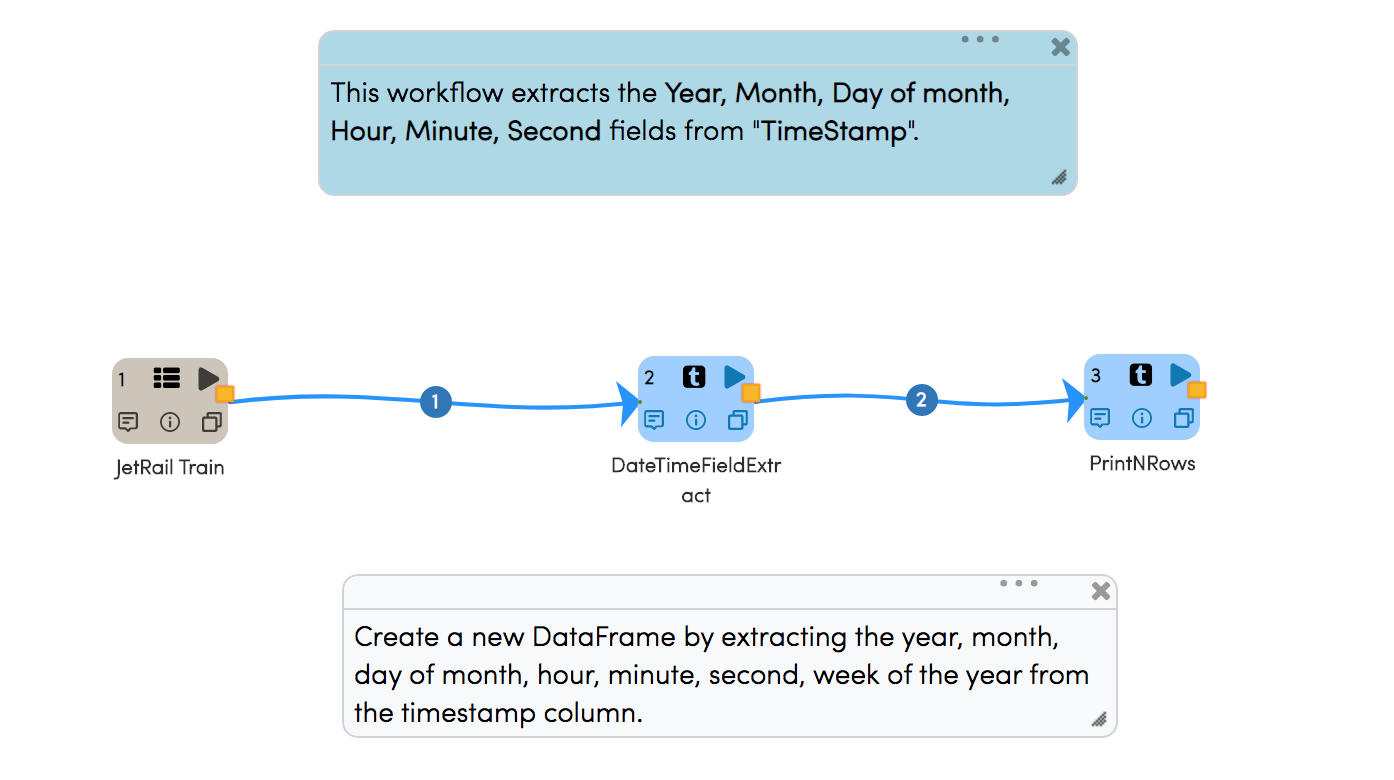 This workflow extracts the Year, Month, Day of month,
Hour, Minute, Second fields from "TimeStamp".
1
1
2
2
3
JetRail Train
DateTimeFieldExtr
act
PrintNRows
Create a new DataFrame by extracting the year, month,
day of month, hour, minute, second, week of the year from
the timestamp column.